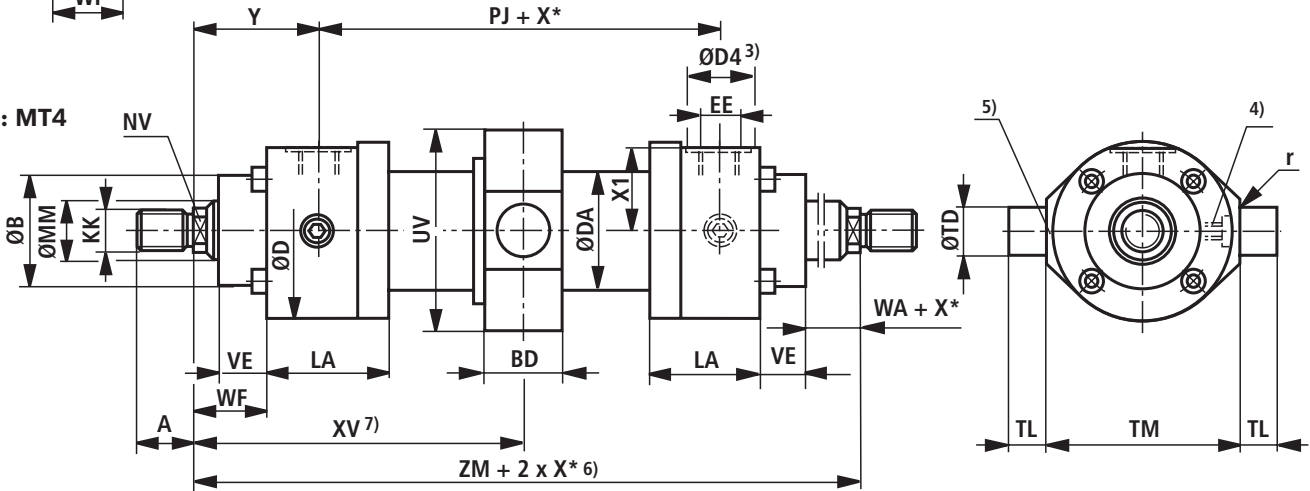 WF
Y
PJ + X*
ØD4 3)
EE
: MT4
NV
5)
4)
r
ØB
ØMM
KK
ØD
UV
ØDA
X1
ØTD
WA + X*
VE
LA
BD
LA
VE
WF
A
XV 7)
TL
TM
TL
ZM + 2 x X* 6)